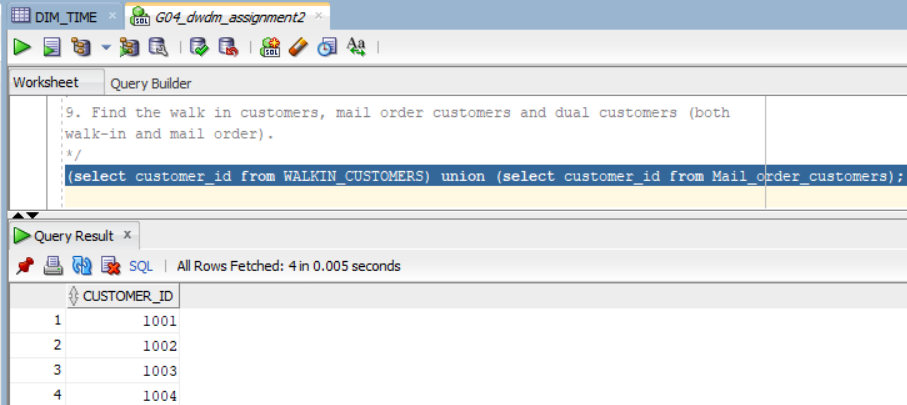 DIM_TIME × G04_dwdm_assignment2 ×
Worksheet Query Builder
9. Find the walk in customers, mail order customers and dual customers (both
walk-in and mail order).
*/
(select customer_id from WALKIN_CUSTOMERS) union (select customer_id from Mail_order_customers);
Query Result ×
SQL | All Rows Fetched: 4 in 0.005 seconds
CUSTOMER_ID
1 1001
2 1002
3 1003
4 1004